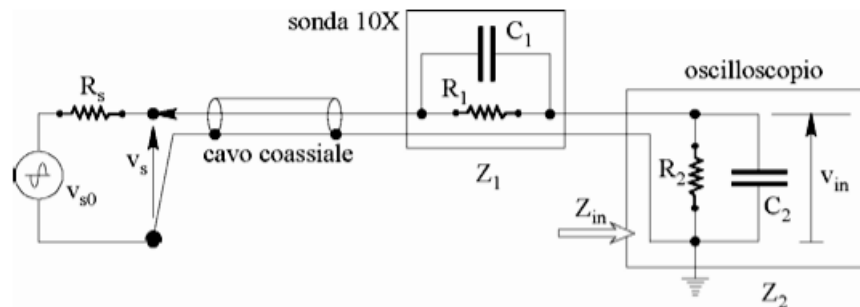 sonda 10X
C1
R1
Rs
oscilloscopio
vs
cavo coassiale
Z1
vs0
R2
C2
vin
Zin
Z2